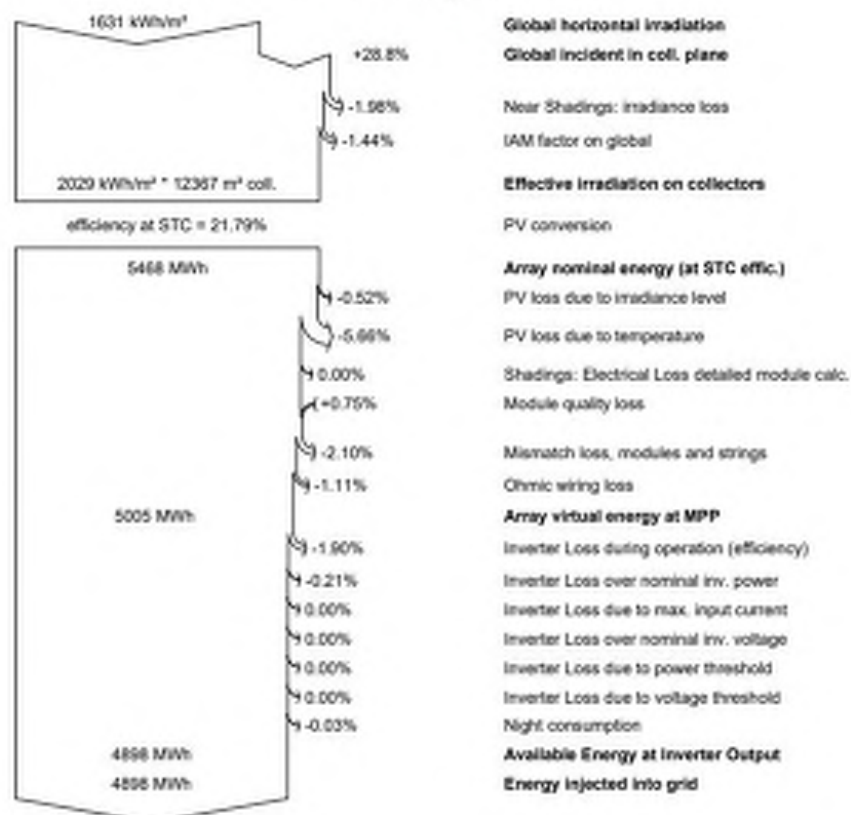 1631 kWh/m² Global horizontal irradiation
+28.8% Global incident in coll. plane
-1.98% Near Shadings: irradiance loss
-1.44% IAM factor on global
2029 kWh/m² * 12367 m² coll. Effective irradiation on collectors
efficiency at STC = 21.79% PV conversion
5468 MWh Array nominal energy (at STC effic.)
-0.52% PV loss due to irradiance level
-5.66% PV loss due to temperature
0.00% Shadings: Electrical Loss detailed module calc.
+0.75% Module quality loss
-2.10% Mismatch loss, modules and strings
-1.11% Ohmic wiring loss
5005 MWh Array virtual energy at MPP
-1.90% Inverter Loss during operation (efficiency)
-0.21% Inverter Loss over nominal inv. power
0.00% Inverter Loss due to max. input current
0.00% Inverter Loss over nominal inv. voltage
0.00% Inverter Loss due to power threshold
0.00% Inverter Loss due to voltage threshold
-0.03% Night consumption
4898 MWh Available Energy at Inverter Output
4898 MWh Energy injected into grid